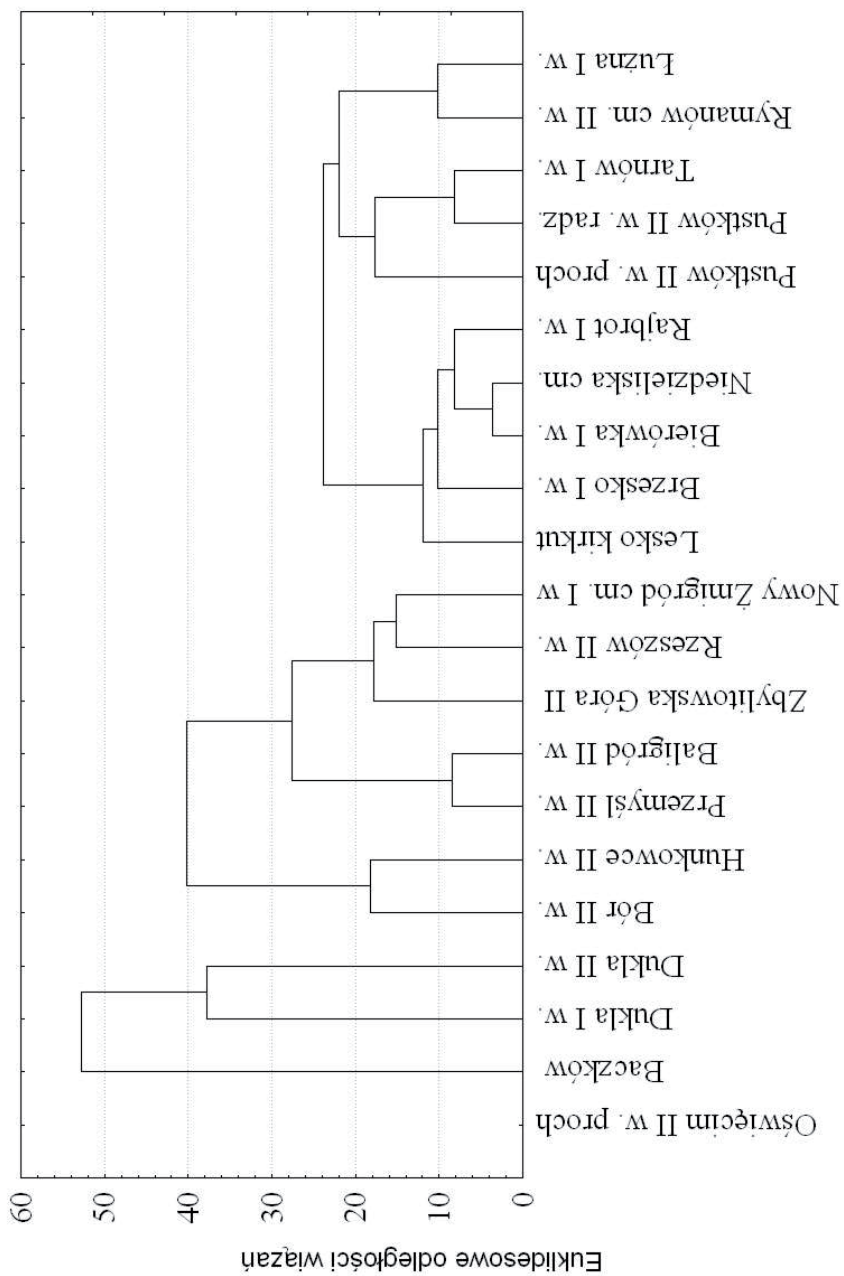 Łużna I w.
Rymanów cm. II w.
Tarnów I w.
Pustków II w. radz.
Pustków II w. proch
Rajbrot I w.
Niedzieliska cm.
Bierówka I w.
Brzesko I w.
Lesko kirkut
Nowy Żmigród cm. I w
Rzeszów II w.
Zbylitowska Góra II
Baligród II w.
Przemyśl II w.
Hunkowce II w.
Bór II w.
Dukla II w.
Dukla I w.
Baczków
Oświęcim II w. proch
60
50
40
30
20
10
0
Euklidesowe odległości wiązań